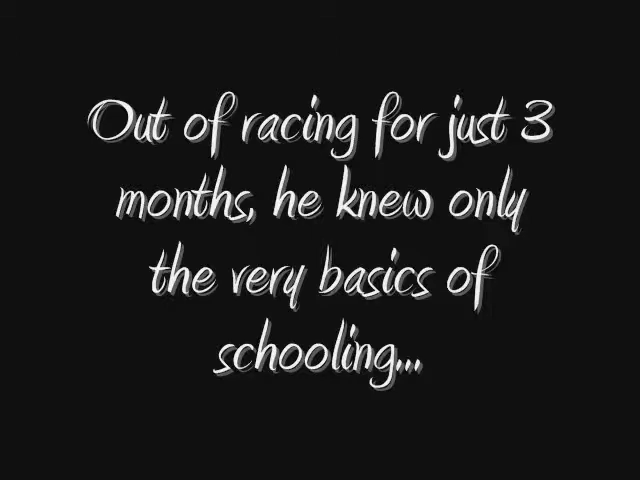 Out of racing for just 3
months, he knew only
the very basics of
schooling...